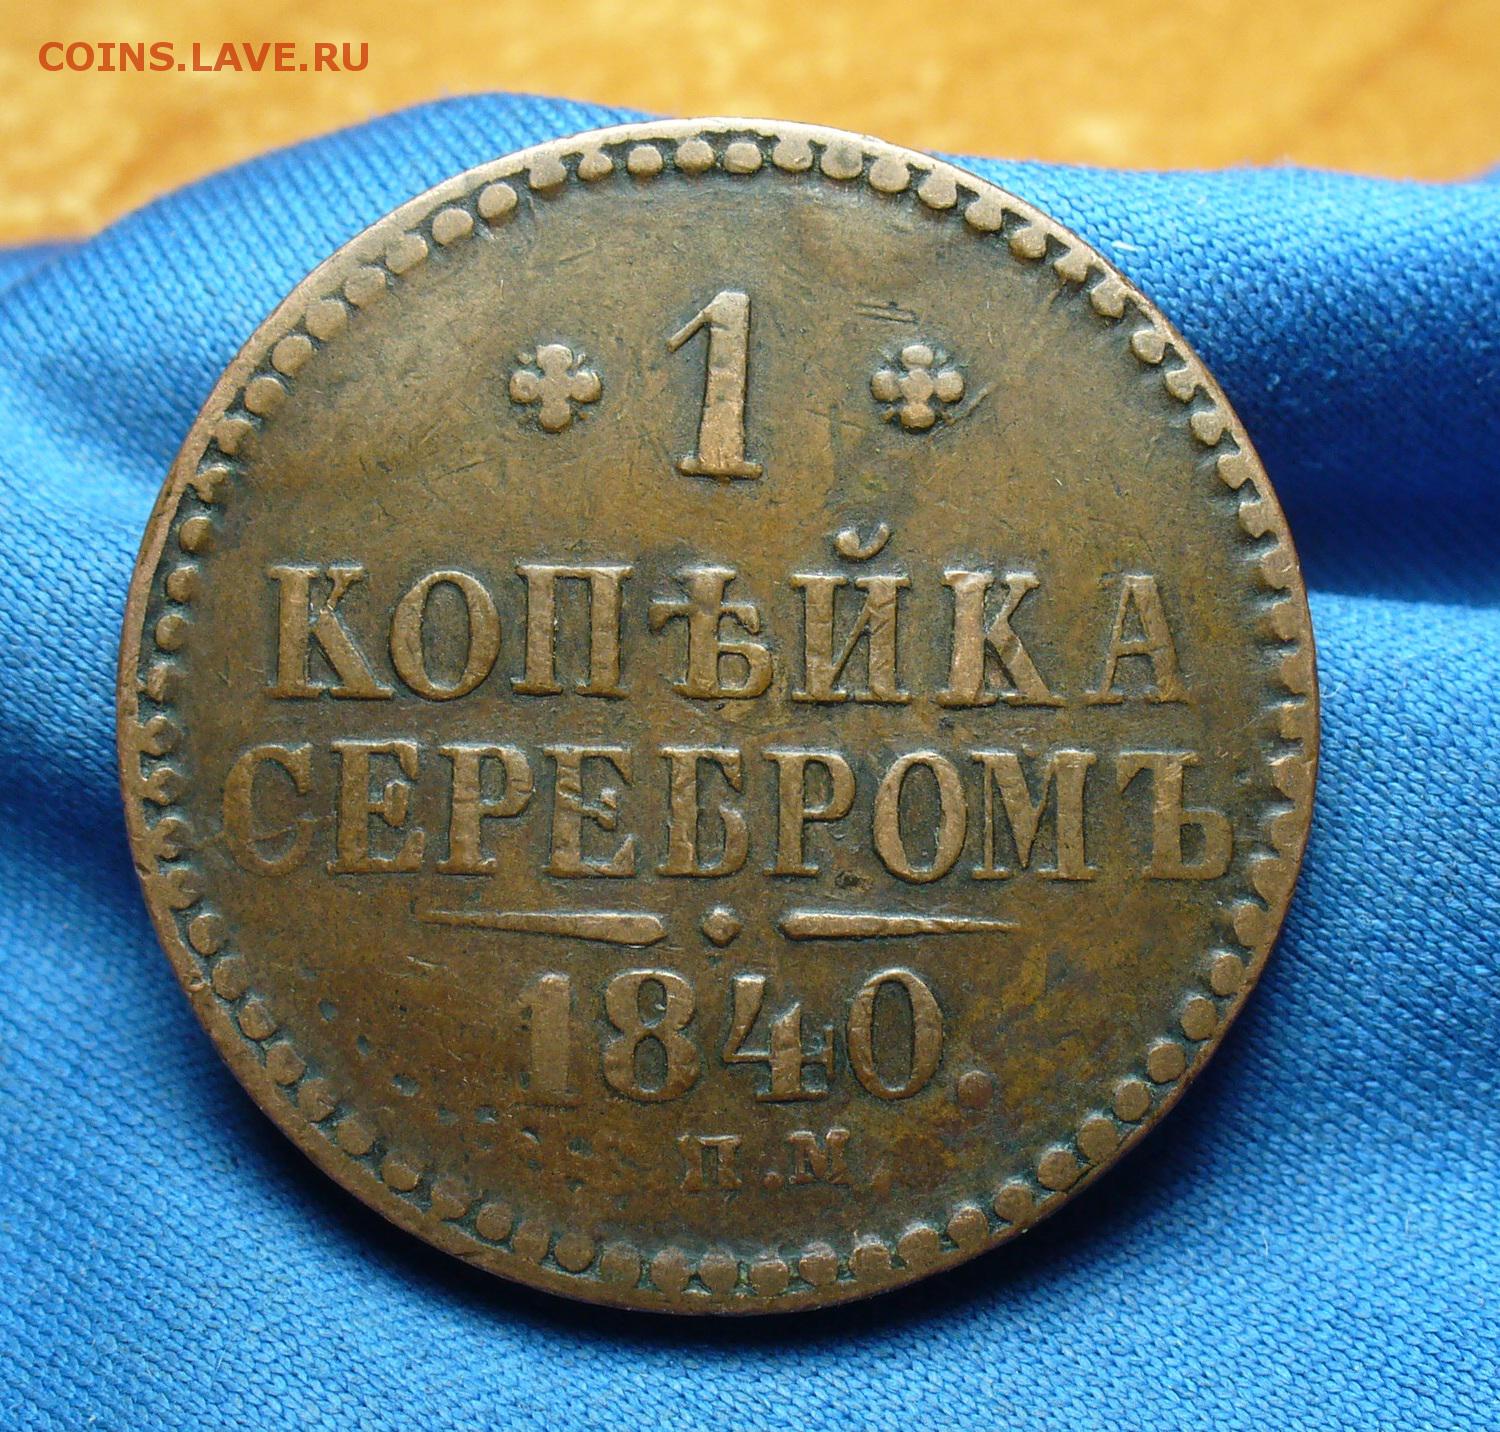 COINS.LAVE.RU
1
КОПѢЙКА
СЕРЕБРОМЪ
1840.
П.М.